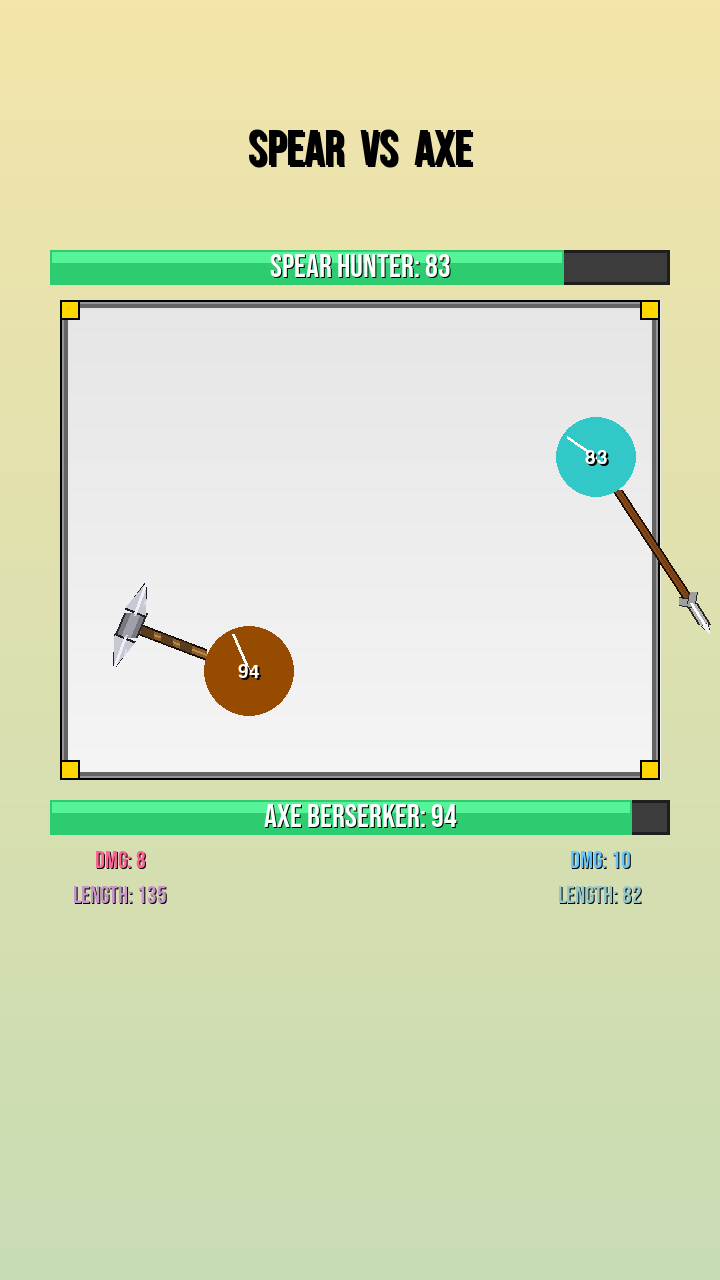 SPEAR VS AXE
SPEAR HUNTER: 83
83
94
AXE BERSERKER: 94
DMG: 8
DMG: 10
LENGTH: 135
LENGTH: 82